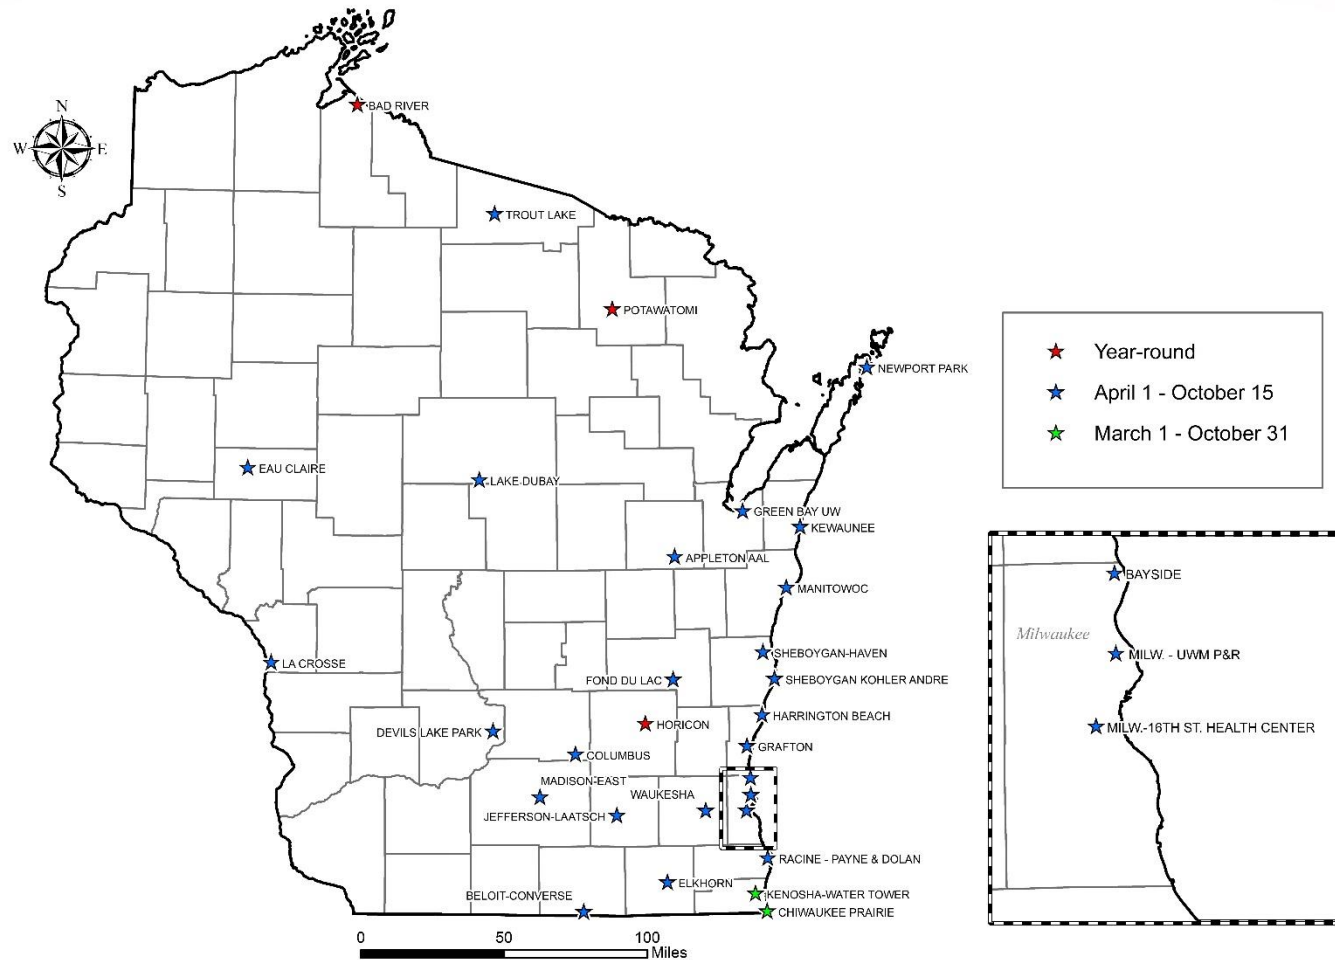 N
W
E
S
BAD RIVER
TROUT LAKE
POTAWATOMI
NEWPORT PARK
EAU CLAIRE
LAKE DUBAY
GREEN BAY UW
KEWAUNEE
APPLETON AAL
MANITOWOC
SHEBOYGAN-HAVEN
LA CROSSE
FOND DU LAC
SHEBOYGAN KOHLER ANDRE
HARRINGTON BEACH
HORICON
DEVILS LAKE PARK
GRAFTON
COLUMBUS
MADISON-EAST
WAUKESHA
JEFFERSON-LAATSCH
RACINE - PAYNE & DOLAN
ELKHORN
KENOSHA-WATER TOWER
BELOIT-CONVERSE
CHIWAUKEE PRAIRIE
0 50 100
Miles
Year-round
April 1 - October 15
March 1 - October 31
BAYSIDE
Milwaukee
MILW. - UWM P&R
MILW.-16TH ST. HEALTH CENTER